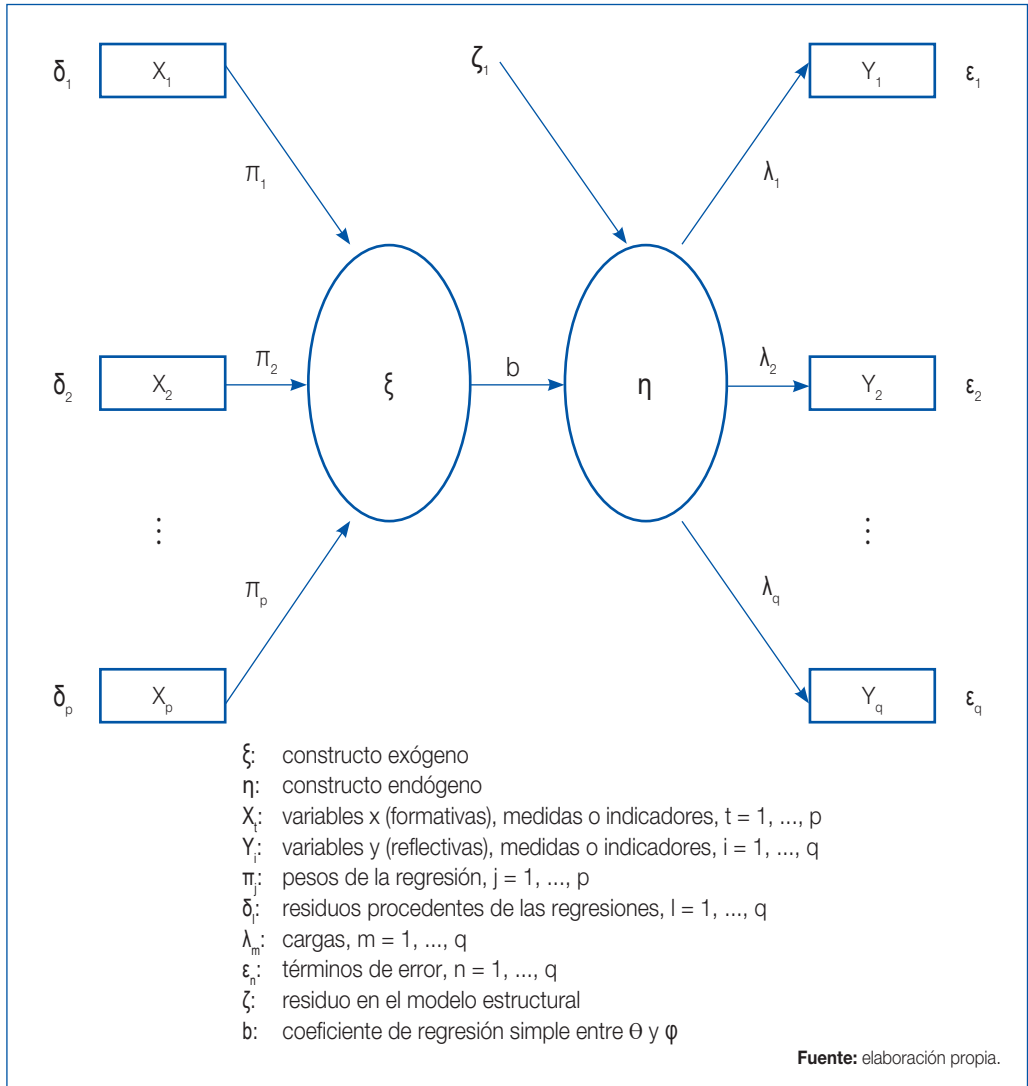 δ₁ X₁ ζ₁ Y₁ ε₁
π₁ λ₁
δ₂ X₂ π₂ ξ b η λ₂ Y₂ ε₂
⋮ ⋮
πₚ λq
δₚ Xₚ Yq εq
ξ: constructo exógeno
η: constructo endógeno
Xₜ: variables x (formativas), medidas o indicadores, t = 1, ..., p
Yᵢ: variables y (reflectivas), medidas o indicadores, i = 1, ..., q
πⱼ: pesos de la regresión, j = 1, ..., p
δₗ: residuos procedentes de las regresiones, l = 1, ..., q
λₘ: cargas, m = 1, ..., q
εₙ: términos de error, n = 1, ..., q
ζ: residuo en el modelo estructural
b: coeficiente de regresión simple entre Θ y φ
Fuente: elaboración propia.